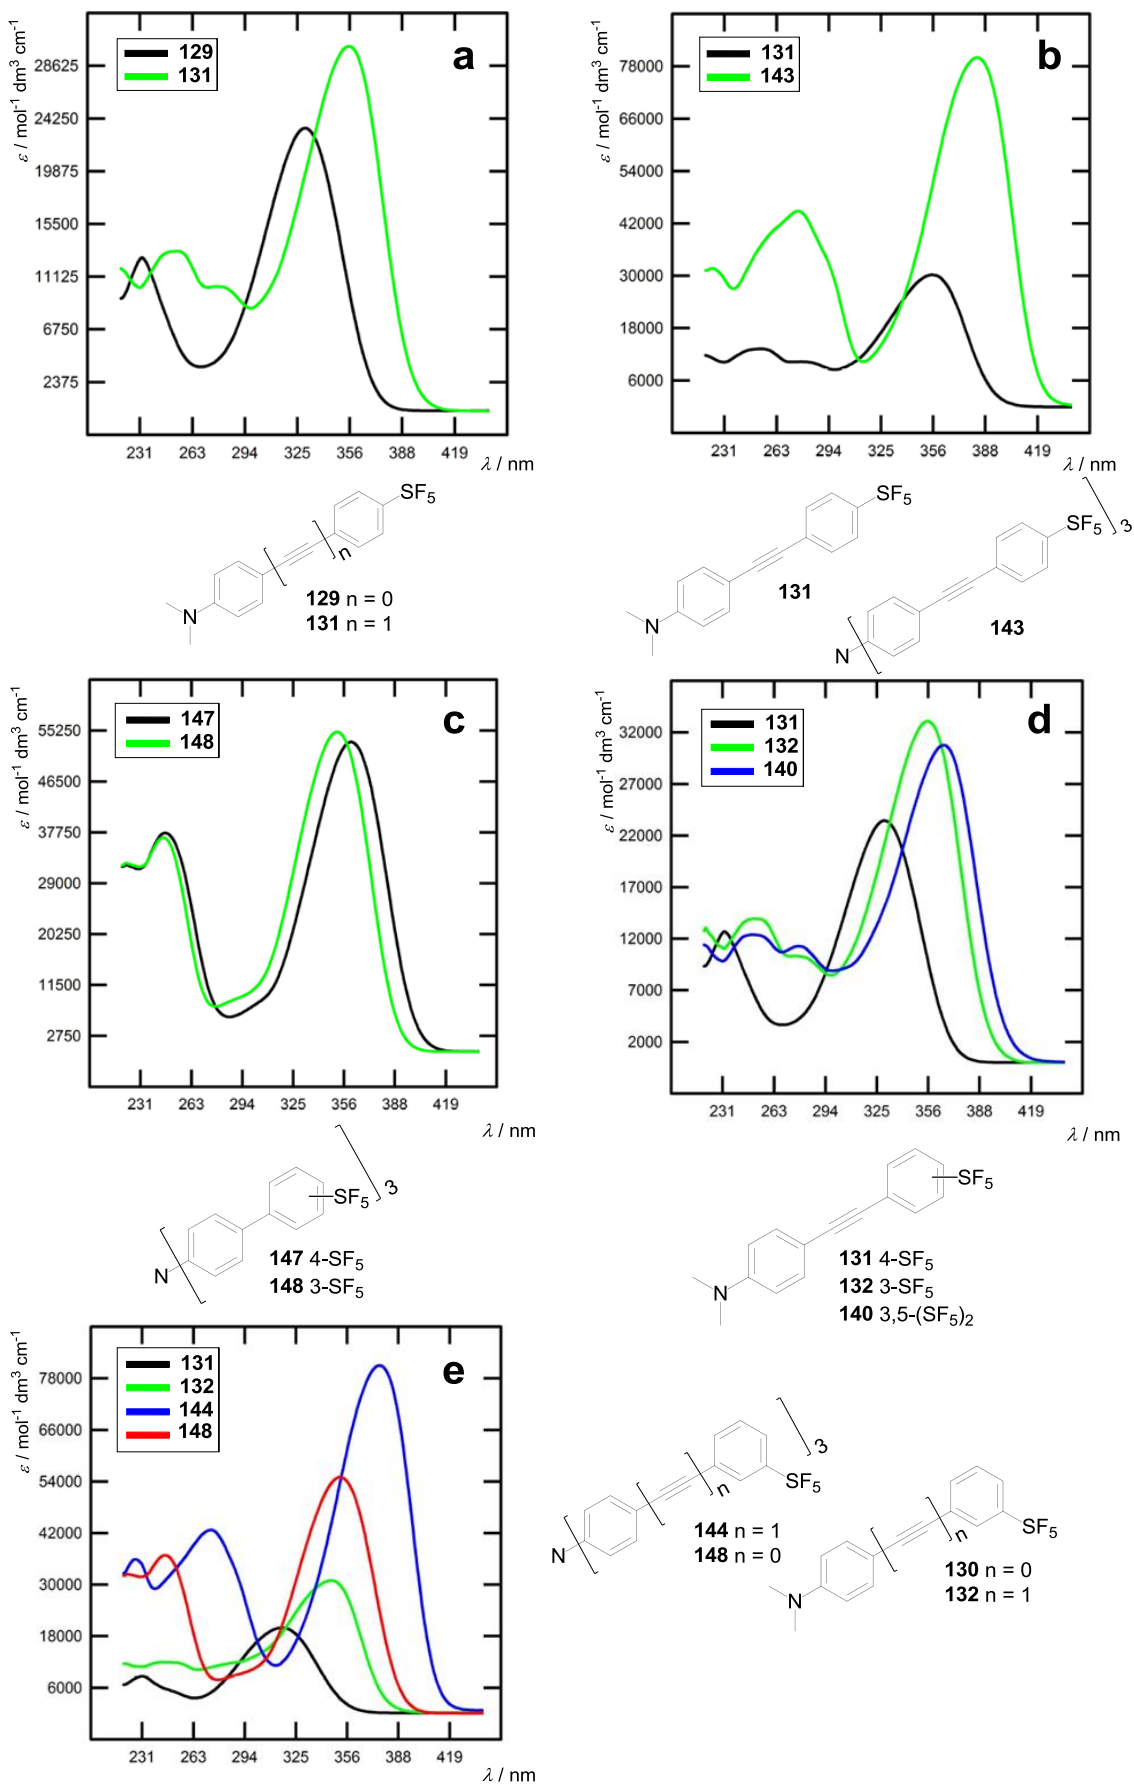 a
ε / mol-1 dm3 cm-1
129
131
28625
24250
19875
15500
11125
6750
2375
231 263 294 325 356 388 419
λ / nm
b
ε / mol-1 dm3 cm-1
131
143
78000
66000
54000
42000
30000
18000
6000
231 263 294 325 356 388 419
λ / nm
SF5
n
N
129 n = 0
131 n = 1
SF5
N
131
SF5
3
N
143
c
ε / mol-1 dm3 cm-1
147
148
55250
46500
37750
29000
20250
11500
2750
231 263 294 325 356 388 419
λ / nm
d
ε / mol-1 dm3 cm-1
131
132
140
32000
27000
22000
17000
12000
7000
2000
231 263 294 325 356 388 419
λ / nm
SF5
3
N
147 4-SF5
148 3-SF5
SF5
N
131 4-SF5
132 3-SF5
140 3,5-(SF5)2
e
ε / mol-1 dm3 cm-1
131
132
144
148
78000
66000
54000
42000
30000
18000
6000
231 263 294 325 356 388 419
λ / nm
3
SF5
n
N
144 n = 1
148 n = 0
n
SF5
N
130 n = 0
132 n = 1